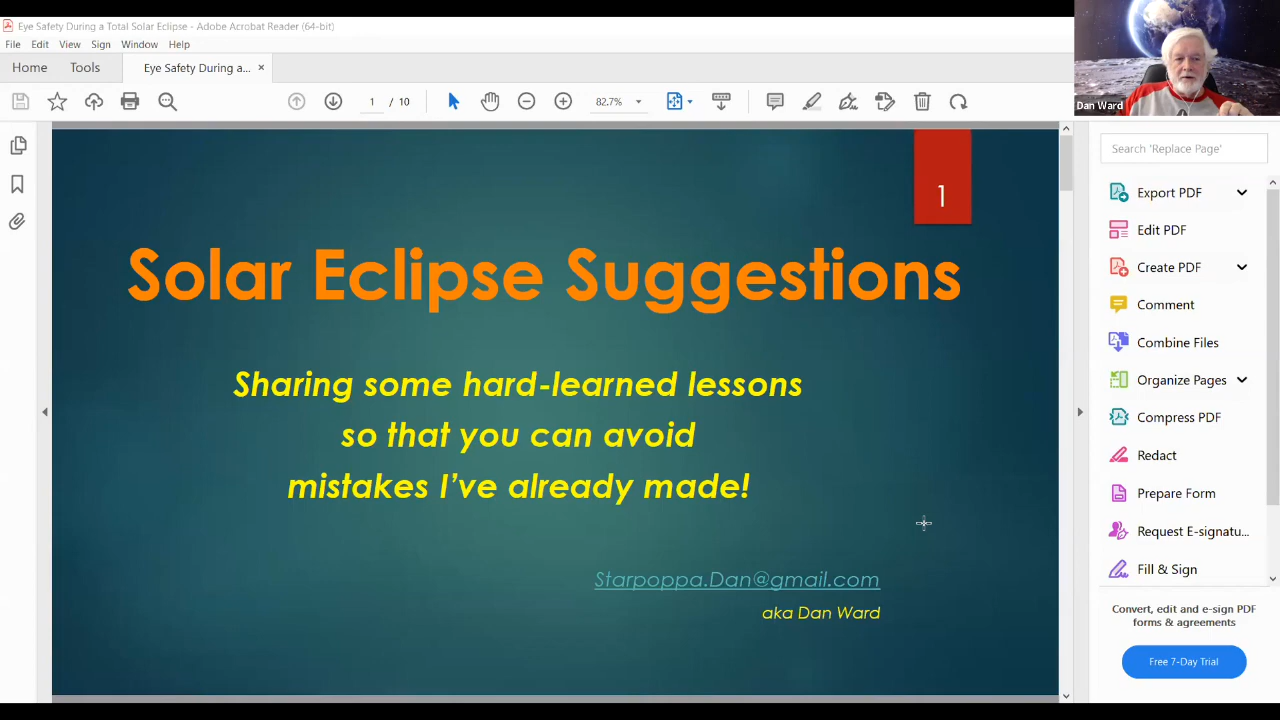 Eye Safety During a Total Solar Eclipse - Adobe Acrobat Reader (64-bit)
File Edit View Sign Window Help
Home Tools Eye Safety During a... ×
1 / 10 82.7%
Dan Ward
Search 'Replace Page'
1
Solar Eclipse Suggestions
Sharing some hard-learned lessons
so that you can avoid
mistakes I've already made!
Starpoppa.Dan@gmail.com
aka Dan Ward
Export PDF
Edit PDF
Create PDF
Comment
Combine Files
Organize Pages
Compress PDF
Redact
Prepare Form
Request E-signatu...
Fill & Sign
Convert, edit and e-sign PDF
forms & agreements
Free 7-Day Trial